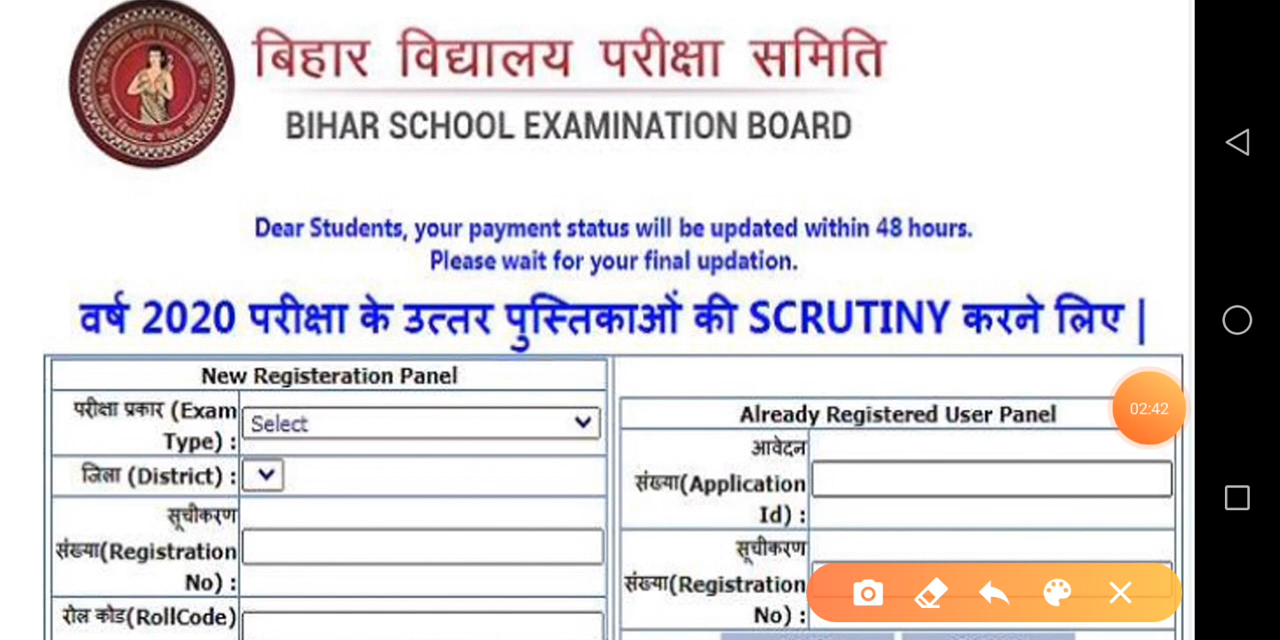 बिहार विद्यालय परीक्षा समिति
BIHAR SCHOOL EXAMINATION BOARD
Dear Students, your payment status will be updated within 48 hours.
Please wait for your final updation.
वर्ष 2020 परीक्षा के उत्तर पुस्तिकाओं की SCRUTINY करने लिए |
New Registeration Panel
परीक्षा प्रकार (Exam
Type) :
Select
जिला (District) :
सूचीकरण
संख्या(Registration
No) :
रोल कोड(RollCode)
Already Registered User Panel
आवेदन
संख्या(Application
Id) :
सूचीकरण
संख्या(Registration
No) :
02:42